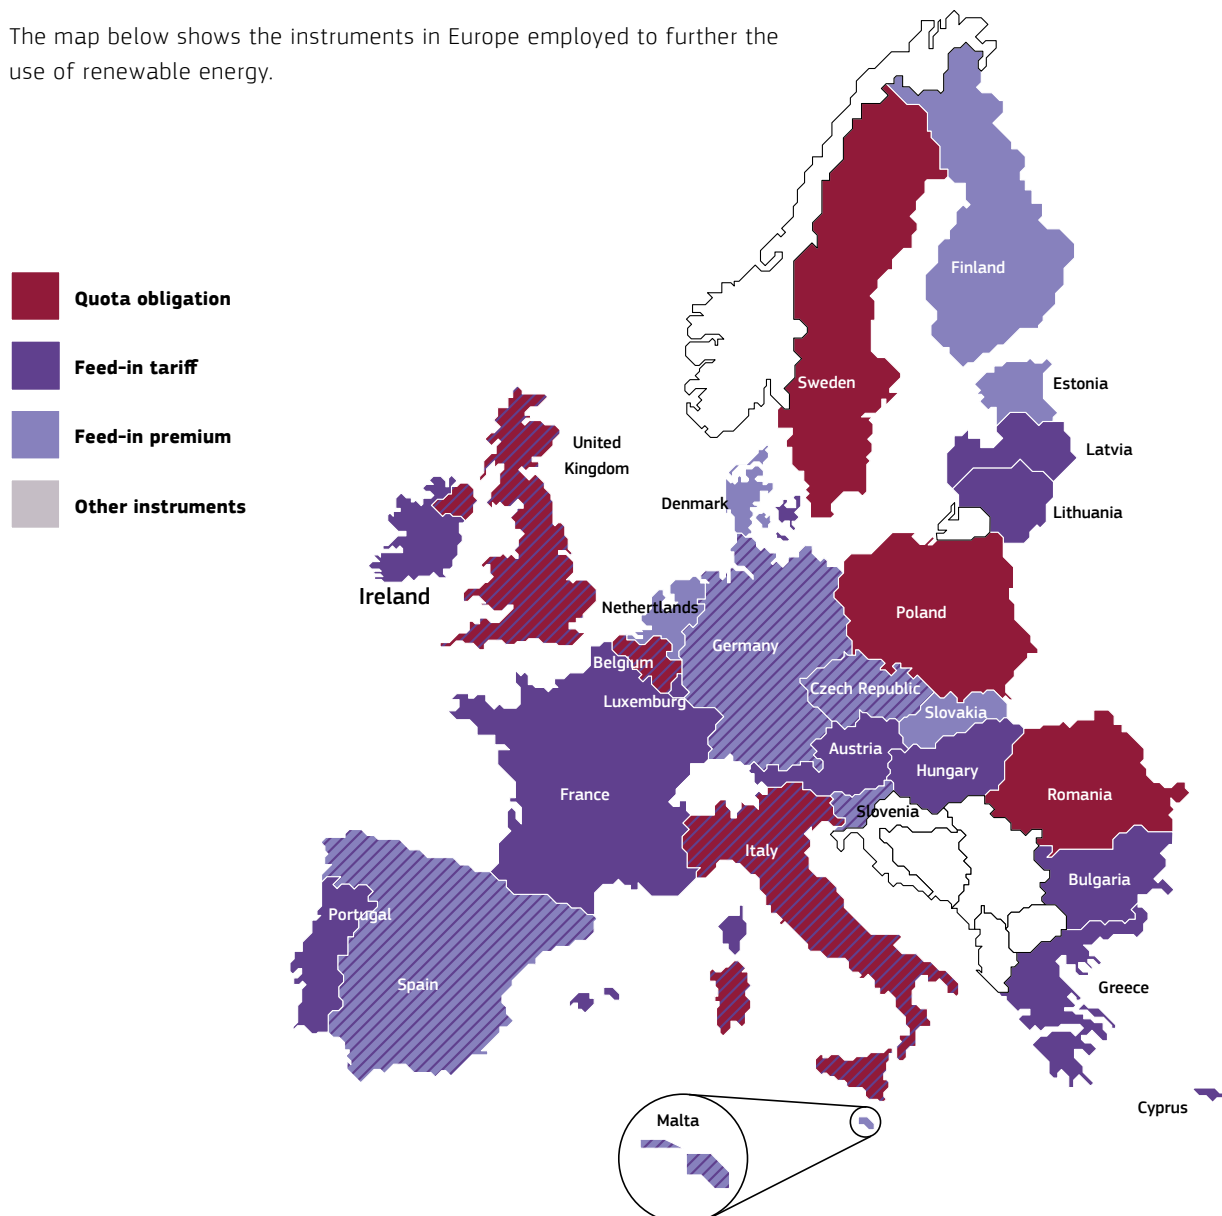 The map below shows the instruments in Europe employed to further the
use of renewable energy.
Quota obligation
Feed-in tariff
Feed-in premium
Other instruments
Finland
Sweden
Estonia
Latvia
Lithuania
United
Kingdom
Denmark
Ireland
Nethertlands
Poland
Germany
Belgium
Czech Republic
Luxemburg
Slovakia
Austria
Hungary
France
Slovenia
Romania
Italy
Bulgaria
Portugal
Spain
Greece
Cyprus
Malta